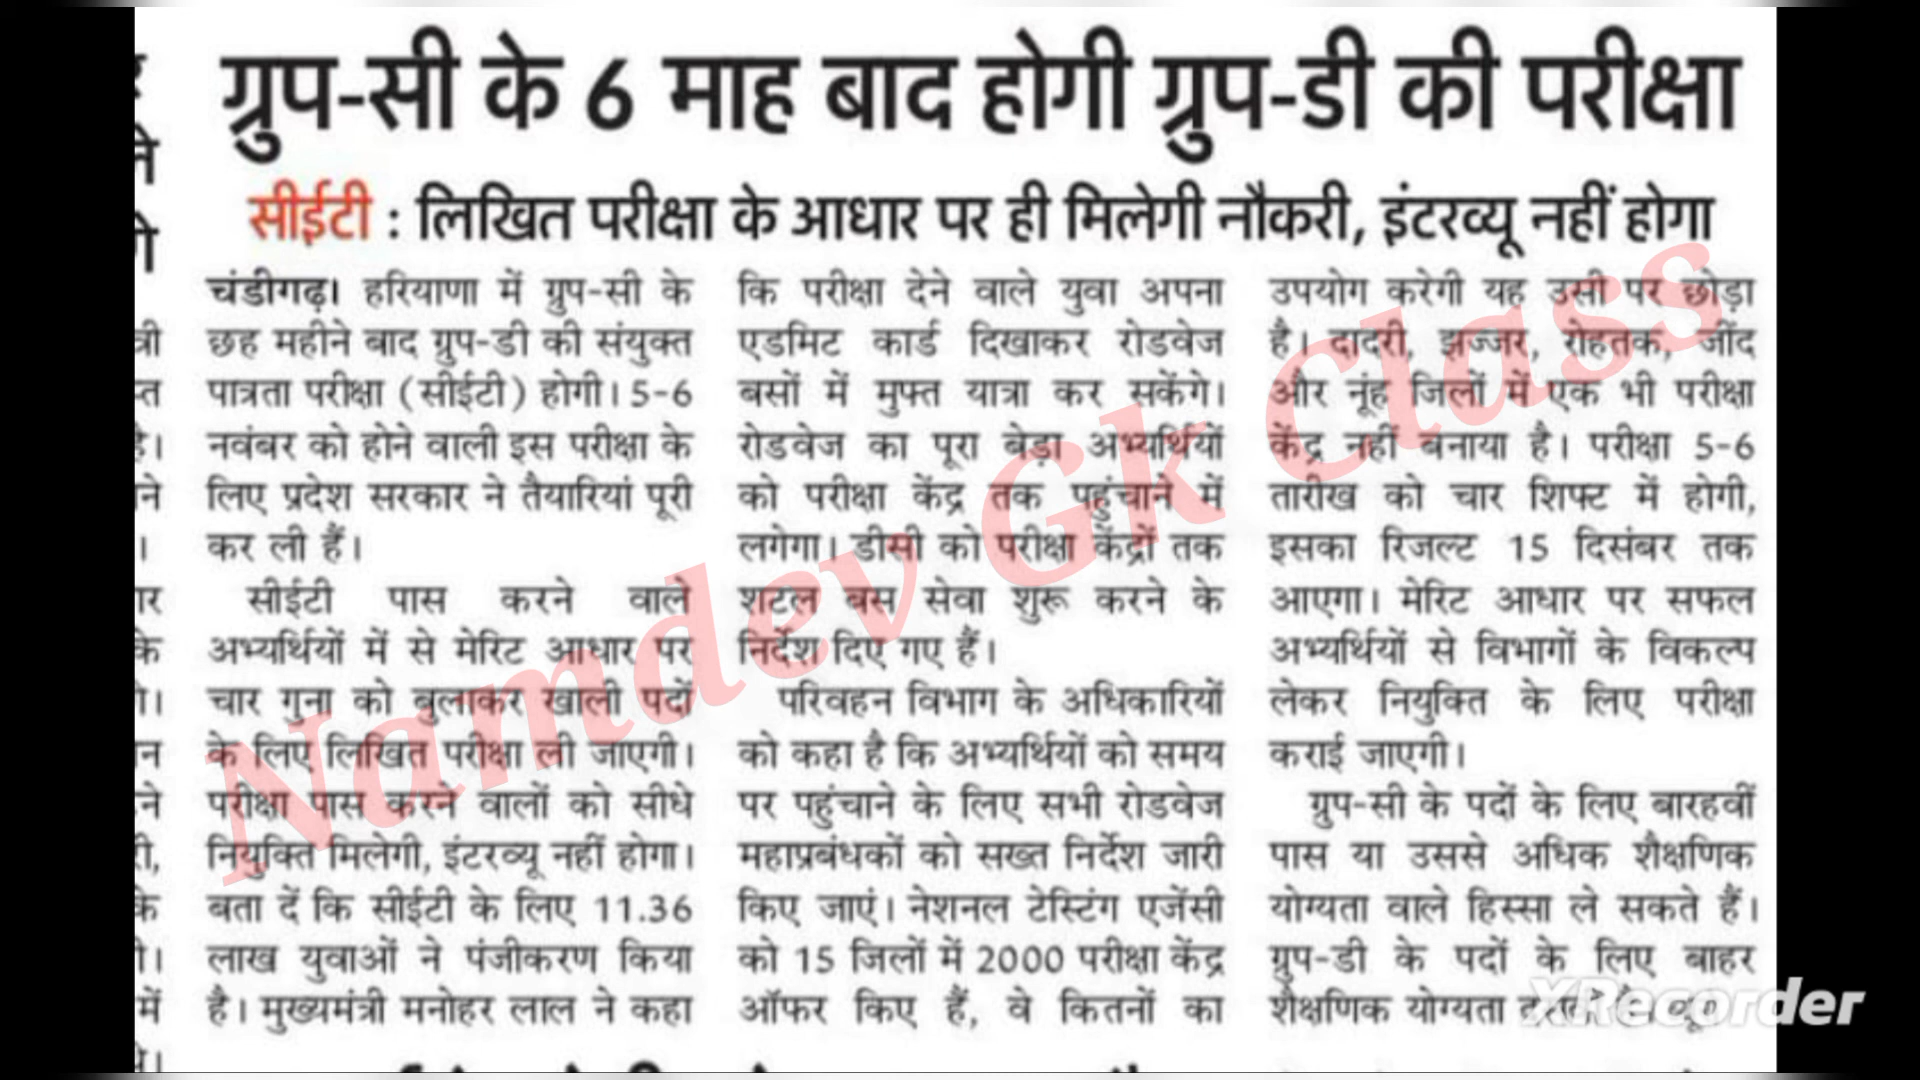 ग्रुप-सी के 6 माह बाद होगी ग्रुप-डी की परीक्षा
सीईटी : लिखित परीक्षा के आधार पर ही मिलेगी नौकरी, इंटरव्यू नहीं होगा
चंडीगढ़। हरियाणा में ग्रुप-सी के
छह महीने बाद ग्रुप-डी की संयुक्त
पात्रता परीक्षा (सीईटी) होगी। 5-6
नवंबर को होने वाली इस परीक्षा के
लिए प्रदेश सरकार ने तैयारियां पूरी
कर ली हैं।
सीईटी पास करने वाले
अभ्यर्थियों में से मेरिट आधार पर
चार गुना को बुलाकर खाली पदों
के लिए लिखित परीक्षा ली जाएगी।
परीक्षा पास करने वालों को सीधे
नियुक्ति मिलेगी, इंटरव्यू नहीं होगा।
बता दें कि सीईटी के लिए 11.36
लाख युवाओं ने पंजीकरण किया
है। मुख्यमंत्री मनोहर लाल ने कहा
कि परीक्षा देने वाले युवा अपना
एडमिट कार्ड दिखाकर रोडवेज
बसों में मुफ्त यात्रा कर सकेंगे।
रोडवेज का पूरा बेड़ा अभ्यर्थियों
को परीक्षा केंद्र तक पहुंचाने में
लगेगा। डीसी को परीक्षा केंद्रों तक
शटल बस सेवा शुरू करने के
निर्देश दिए गए हैं।
परिवहन विभाग के अधिकारियों
को कहा है कि अभ्यर्थियों को समय
पर पहुंचाने के लिए सभी रोडवेज
महाप्रबंधकों को सख्त निर्देश जारी
किए जाएं। नेशनल टेस्टिंग एजेंसी
को 15 जिलों में 2000 परीक्षा केंद्र
ऑफर किए हैं, वे कितनों का
उपयोग करेगी यह उसी पर छोड़ा
है। दादरी, झज्जर, रोहतक, जींद
और नूंह जिलों में एक भी परीक्षा
केंद्र नहीं बनाया है। परीक्षा 5-6
तारीख को चार शिफ्ट में होगी,
इसका रिजल्ट 15 दिसंबर तक
आएगा। मेरिट आधार पर सफल
अभ्यर्थियों से विभागों के विकल्प
लेकर नियुक्ति के लिए परीक्षा
कराई जाएगी।
ग्रुप-सी के पदों के लिए बारहवीं
पास या उससे अधिक शैक्षणिक
योग्यता वाले हिस्सा ले सकते हैं।
ग्रुप-डी के पदों के लिए बाहर
शैक्षणिक योग्यता
Namdev Gk Class
XRecorder